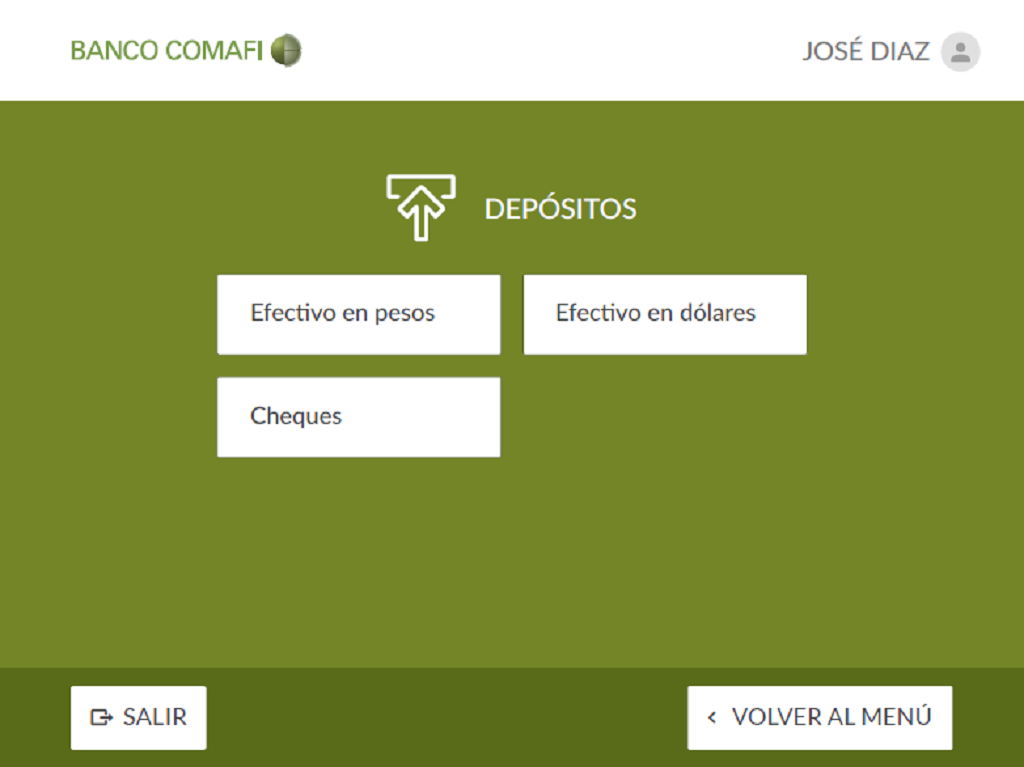 BANCO COMAFI
JOSÉ DIAZ
DEPÓSITOS
Efectivo en pesos
Efectivo en dólares
Cheques
SALIR
VOLVER AL MENÚ